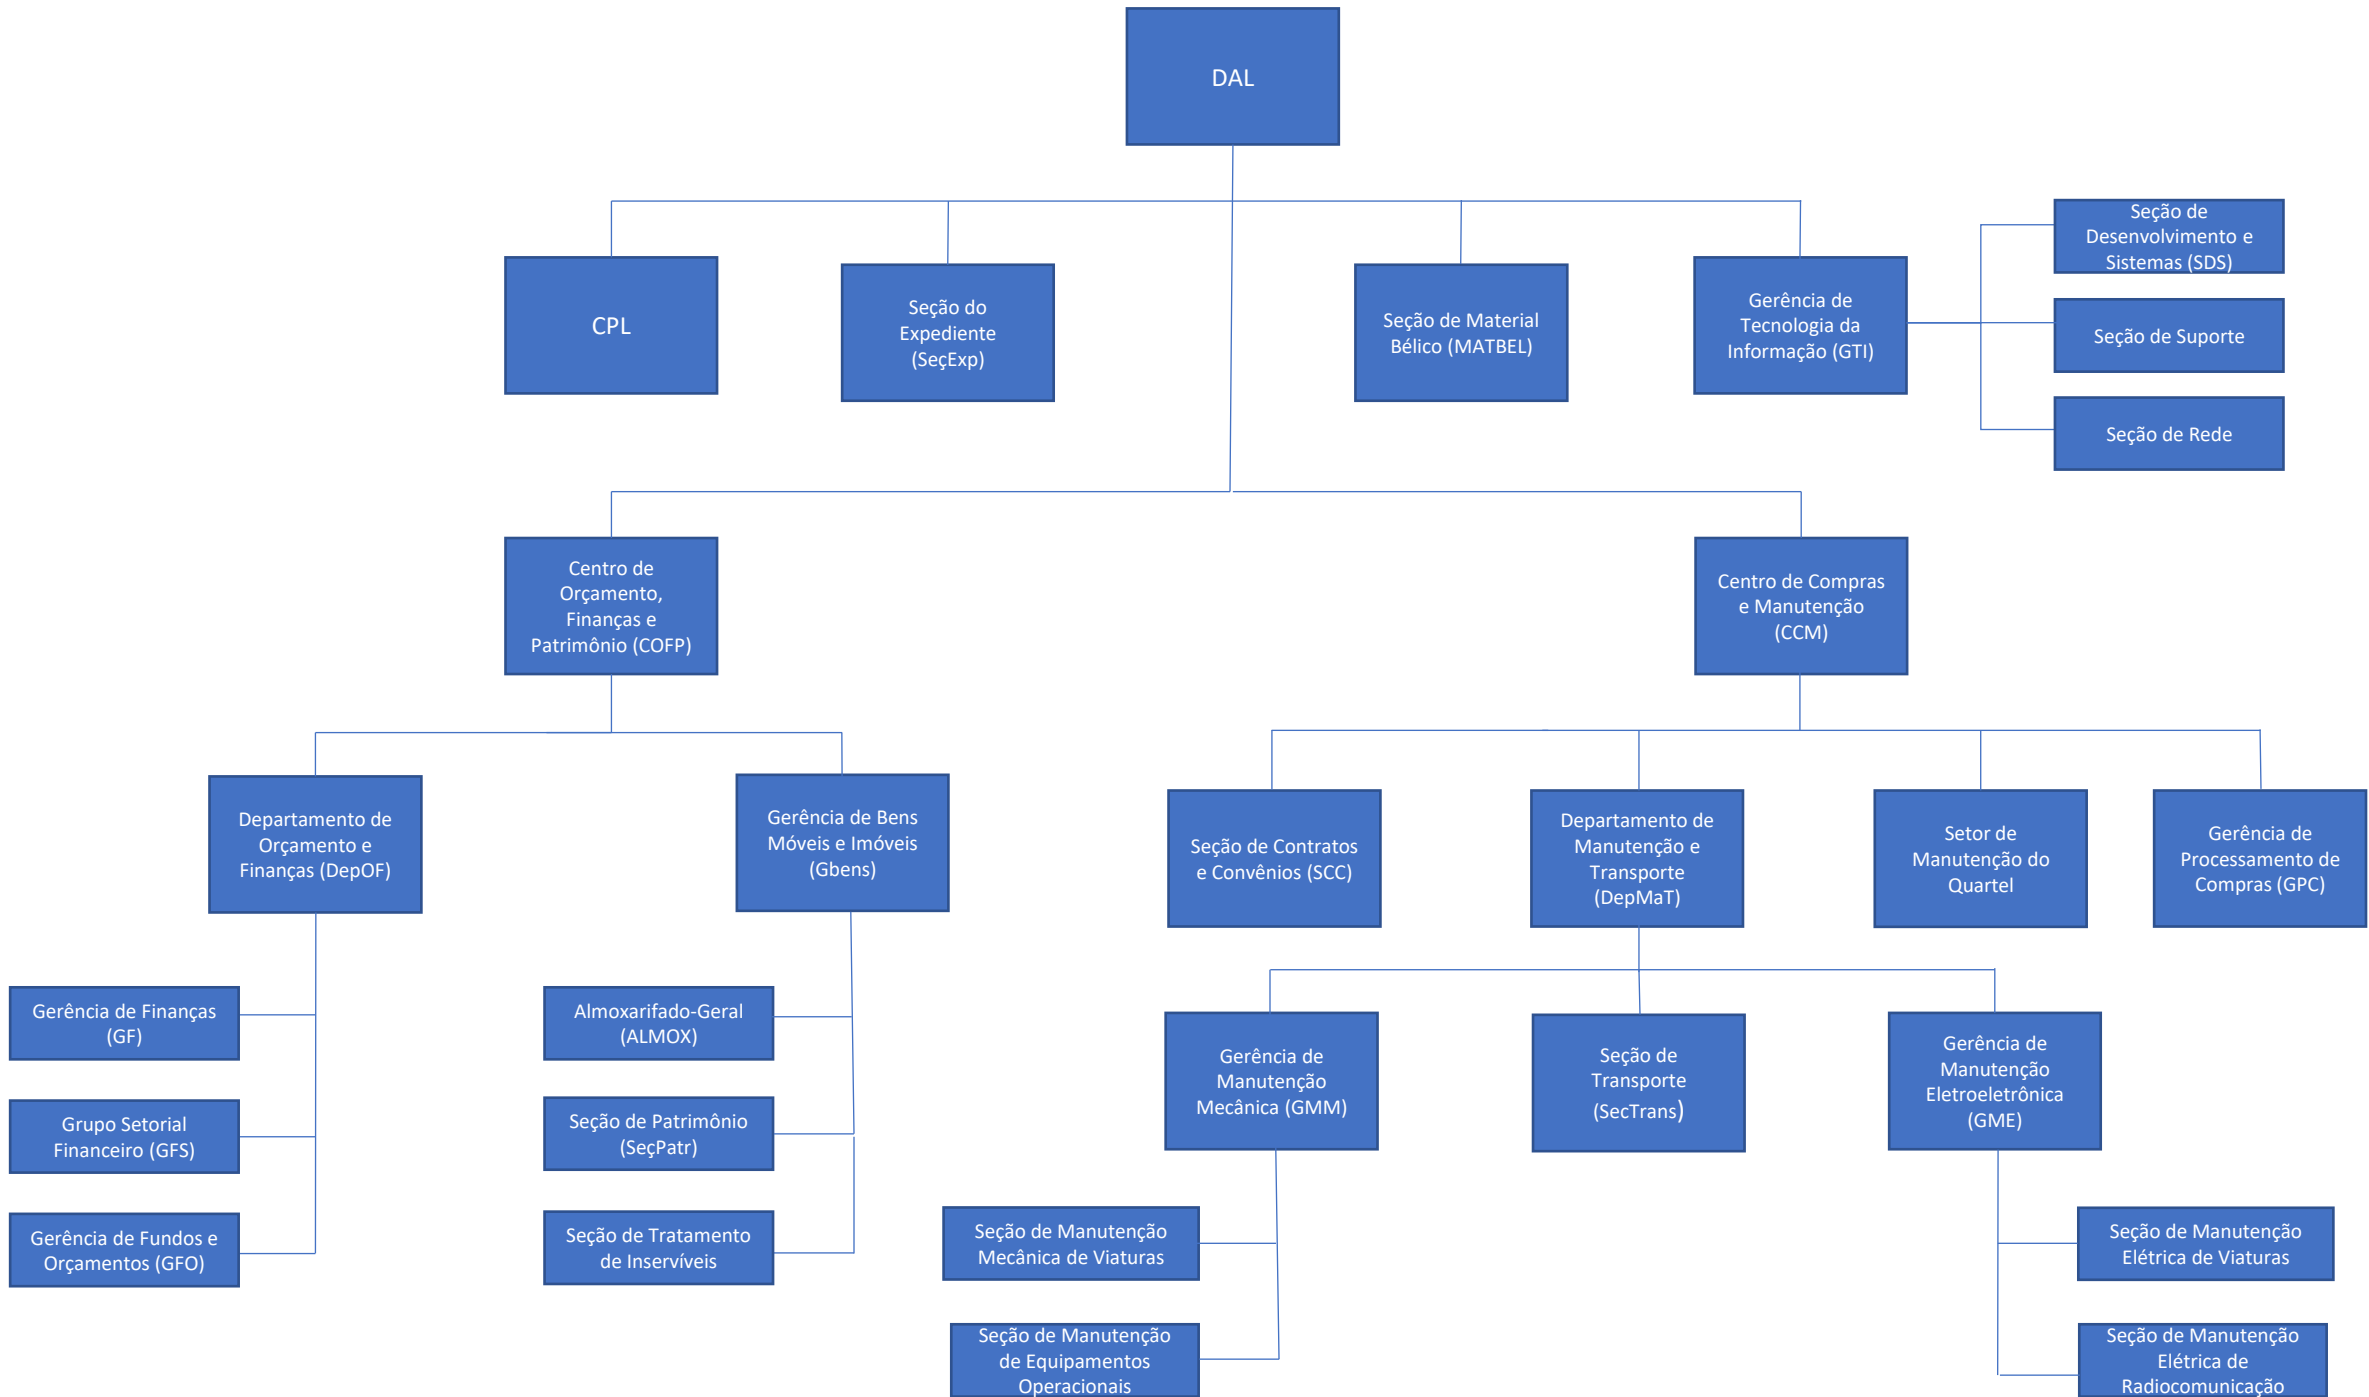 DAL
CPL
Seção do
Expediente
(SeçExp)
Seção de Material
Bélico (MATBEL)
Gerência de
Tecnologia da
Informação (GTI)
Seção de
Desenvolvimento e
Sistemas (SDS)
Seção de Suporte
Seção de Rede
Centro de
Orçamento,
Finanças e
Patrimônio (COFP)
Centro de Compras
e Manutenção
(CCM)
Departamento de
Orçamento e
Finanças (DepOF)
Gerência de Bens
Móveis e Imóveis
(Gbens)
Seção de Contratos
e Convênios (SCC)
Departamento de
Manutenção e
Transporte
(DepMaT)
Setor de
Manutenção do
Quartel
Gerência de
Processamento de
Compras (GPC)
Gerência de Finanças
(GF)
Grupo Setorial
Financeiro (GFS)
Gerência de Fundos e
Orçamentos (GFO)
Almoxarifado-Geral
(ALMOX)
Seção de Patrimônio
(SeçPatr)
Seção de Tratamento
de Inservíveis
Gerência de
Manutenção
Mecânica (GMM)
Seção de
Transporte
(SecTrans)
Gerência de
Manutenção
Eletroeletrônica
(GME)
Seção de Manutenção
Mecânica de Viaturas
Seção de Manutenção
de Equipamentos
Operacionais
Seção de Manutenção
Elétrica de Viaturas
Seção de Manutenção
Elétrica de
Radiocomunicação